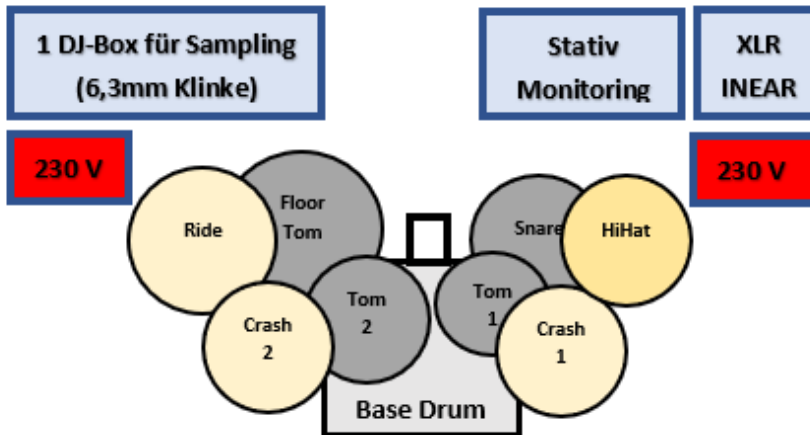 1 DJ-Box für Sampling
(6,3mm Klinke)
Stativ
Monitoring
XLR
INEAR
230 V
230 V
Ride
Floor
Tom
Snare
HiHat
Tom
2
Tom
1
Crash
2
Crash
1
Base Drum